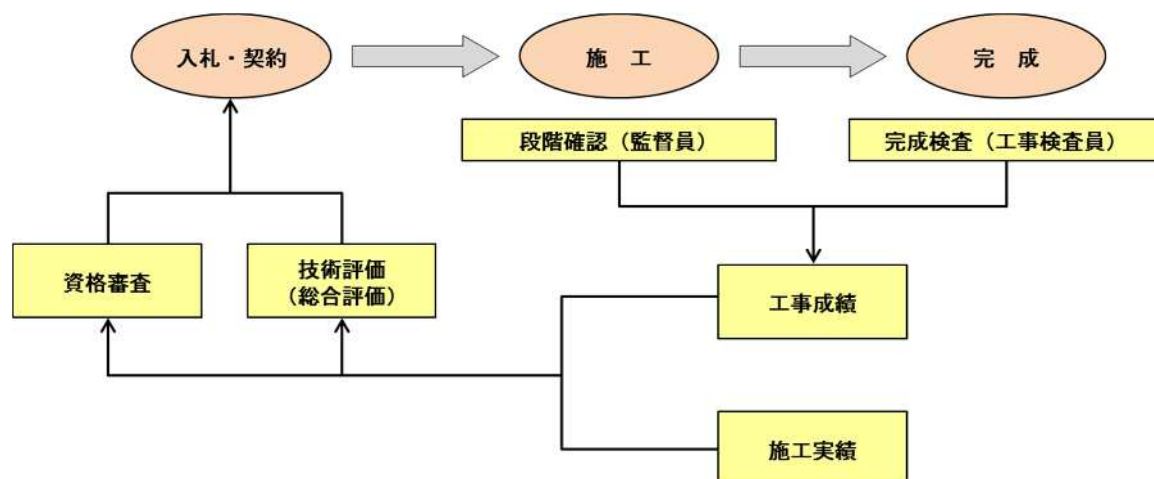 入札・契約
施　工
完　成
段階確認（監督員）
完成検査（工事検査員）
資格審査
技術評価
（総合評価）
工事成績
施工実績